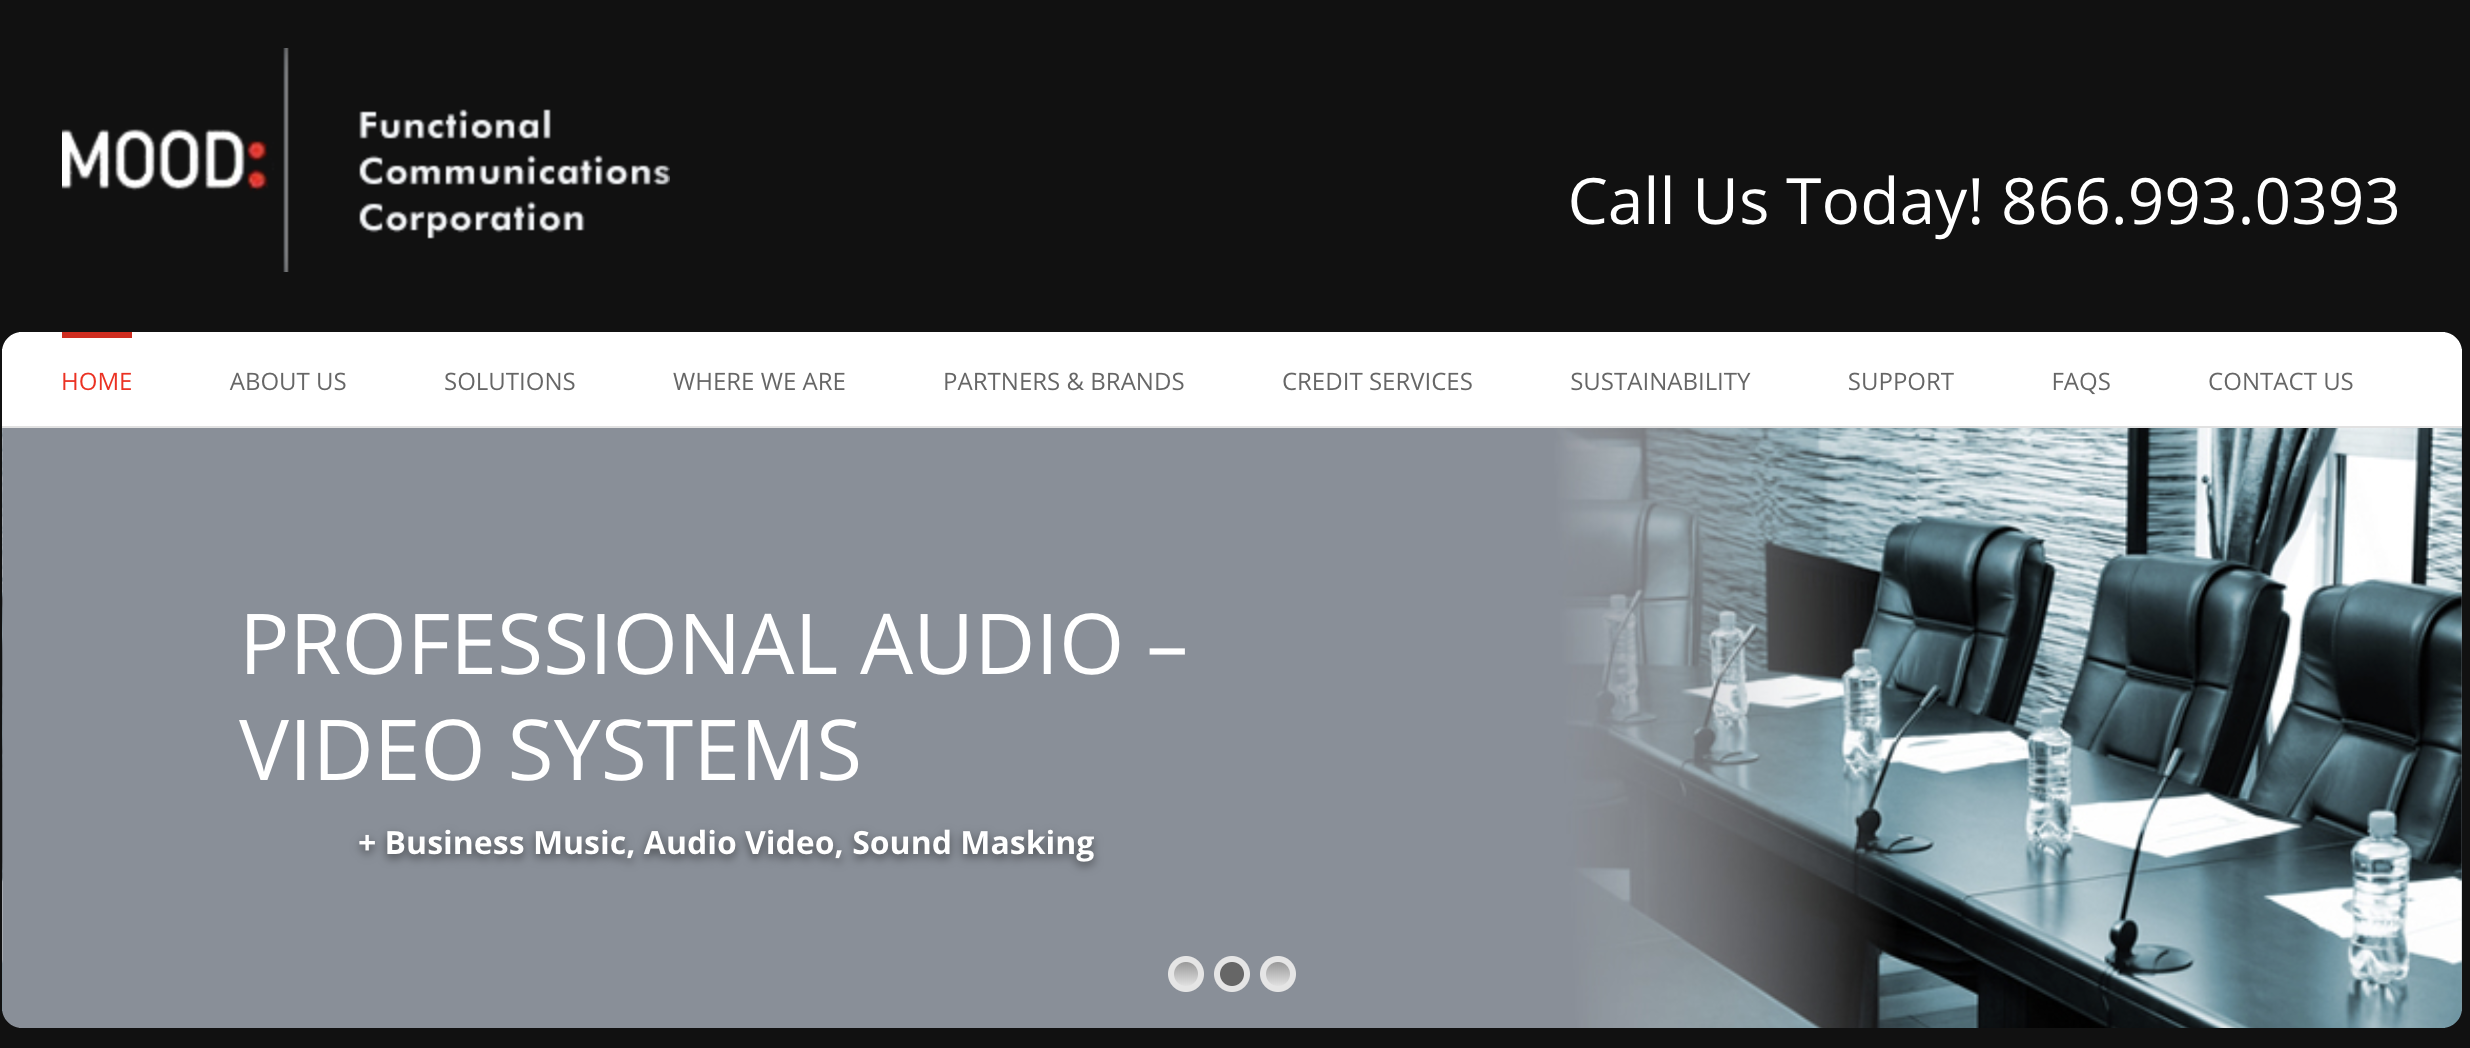 MOOD:
Functional
Communications
Corporation
Call Us Today! 866.993.0393
HOME ABOUT US SOLUTIONS WHERE WE ARE PARTNERS & BRANDS CREDIT SERVICES SUSTAINABILITY SUPPORT FAQS CONTACT US
PROFESSIONAL AUDIO –
VIDEO SYSTEMS
+ Business Music, Audio Video, Sound Masking